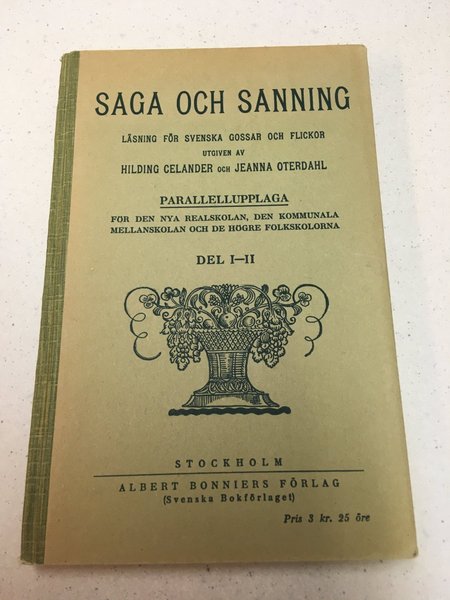 SAGA OCH SANNING
LÄSNING FÖR SVENSKA GOSSAR OCH FLICKOR
UTGIVEN AV
HILDING CELANDER OCH JEANNA OTERDAHL
PARALLELLUPPLAGA
FÖR DEN NYA REALSKOLAN, DEN KOMMUNALA
MELLANSKOLAN OCH DE HÖGRE FOLKSKOLORNA
DEL I—II
STOCKHOLM
ALBERT BONNIERS FÖRLAG
(Svenska Bokförlaget)
Pris 3 kr. 25 öre